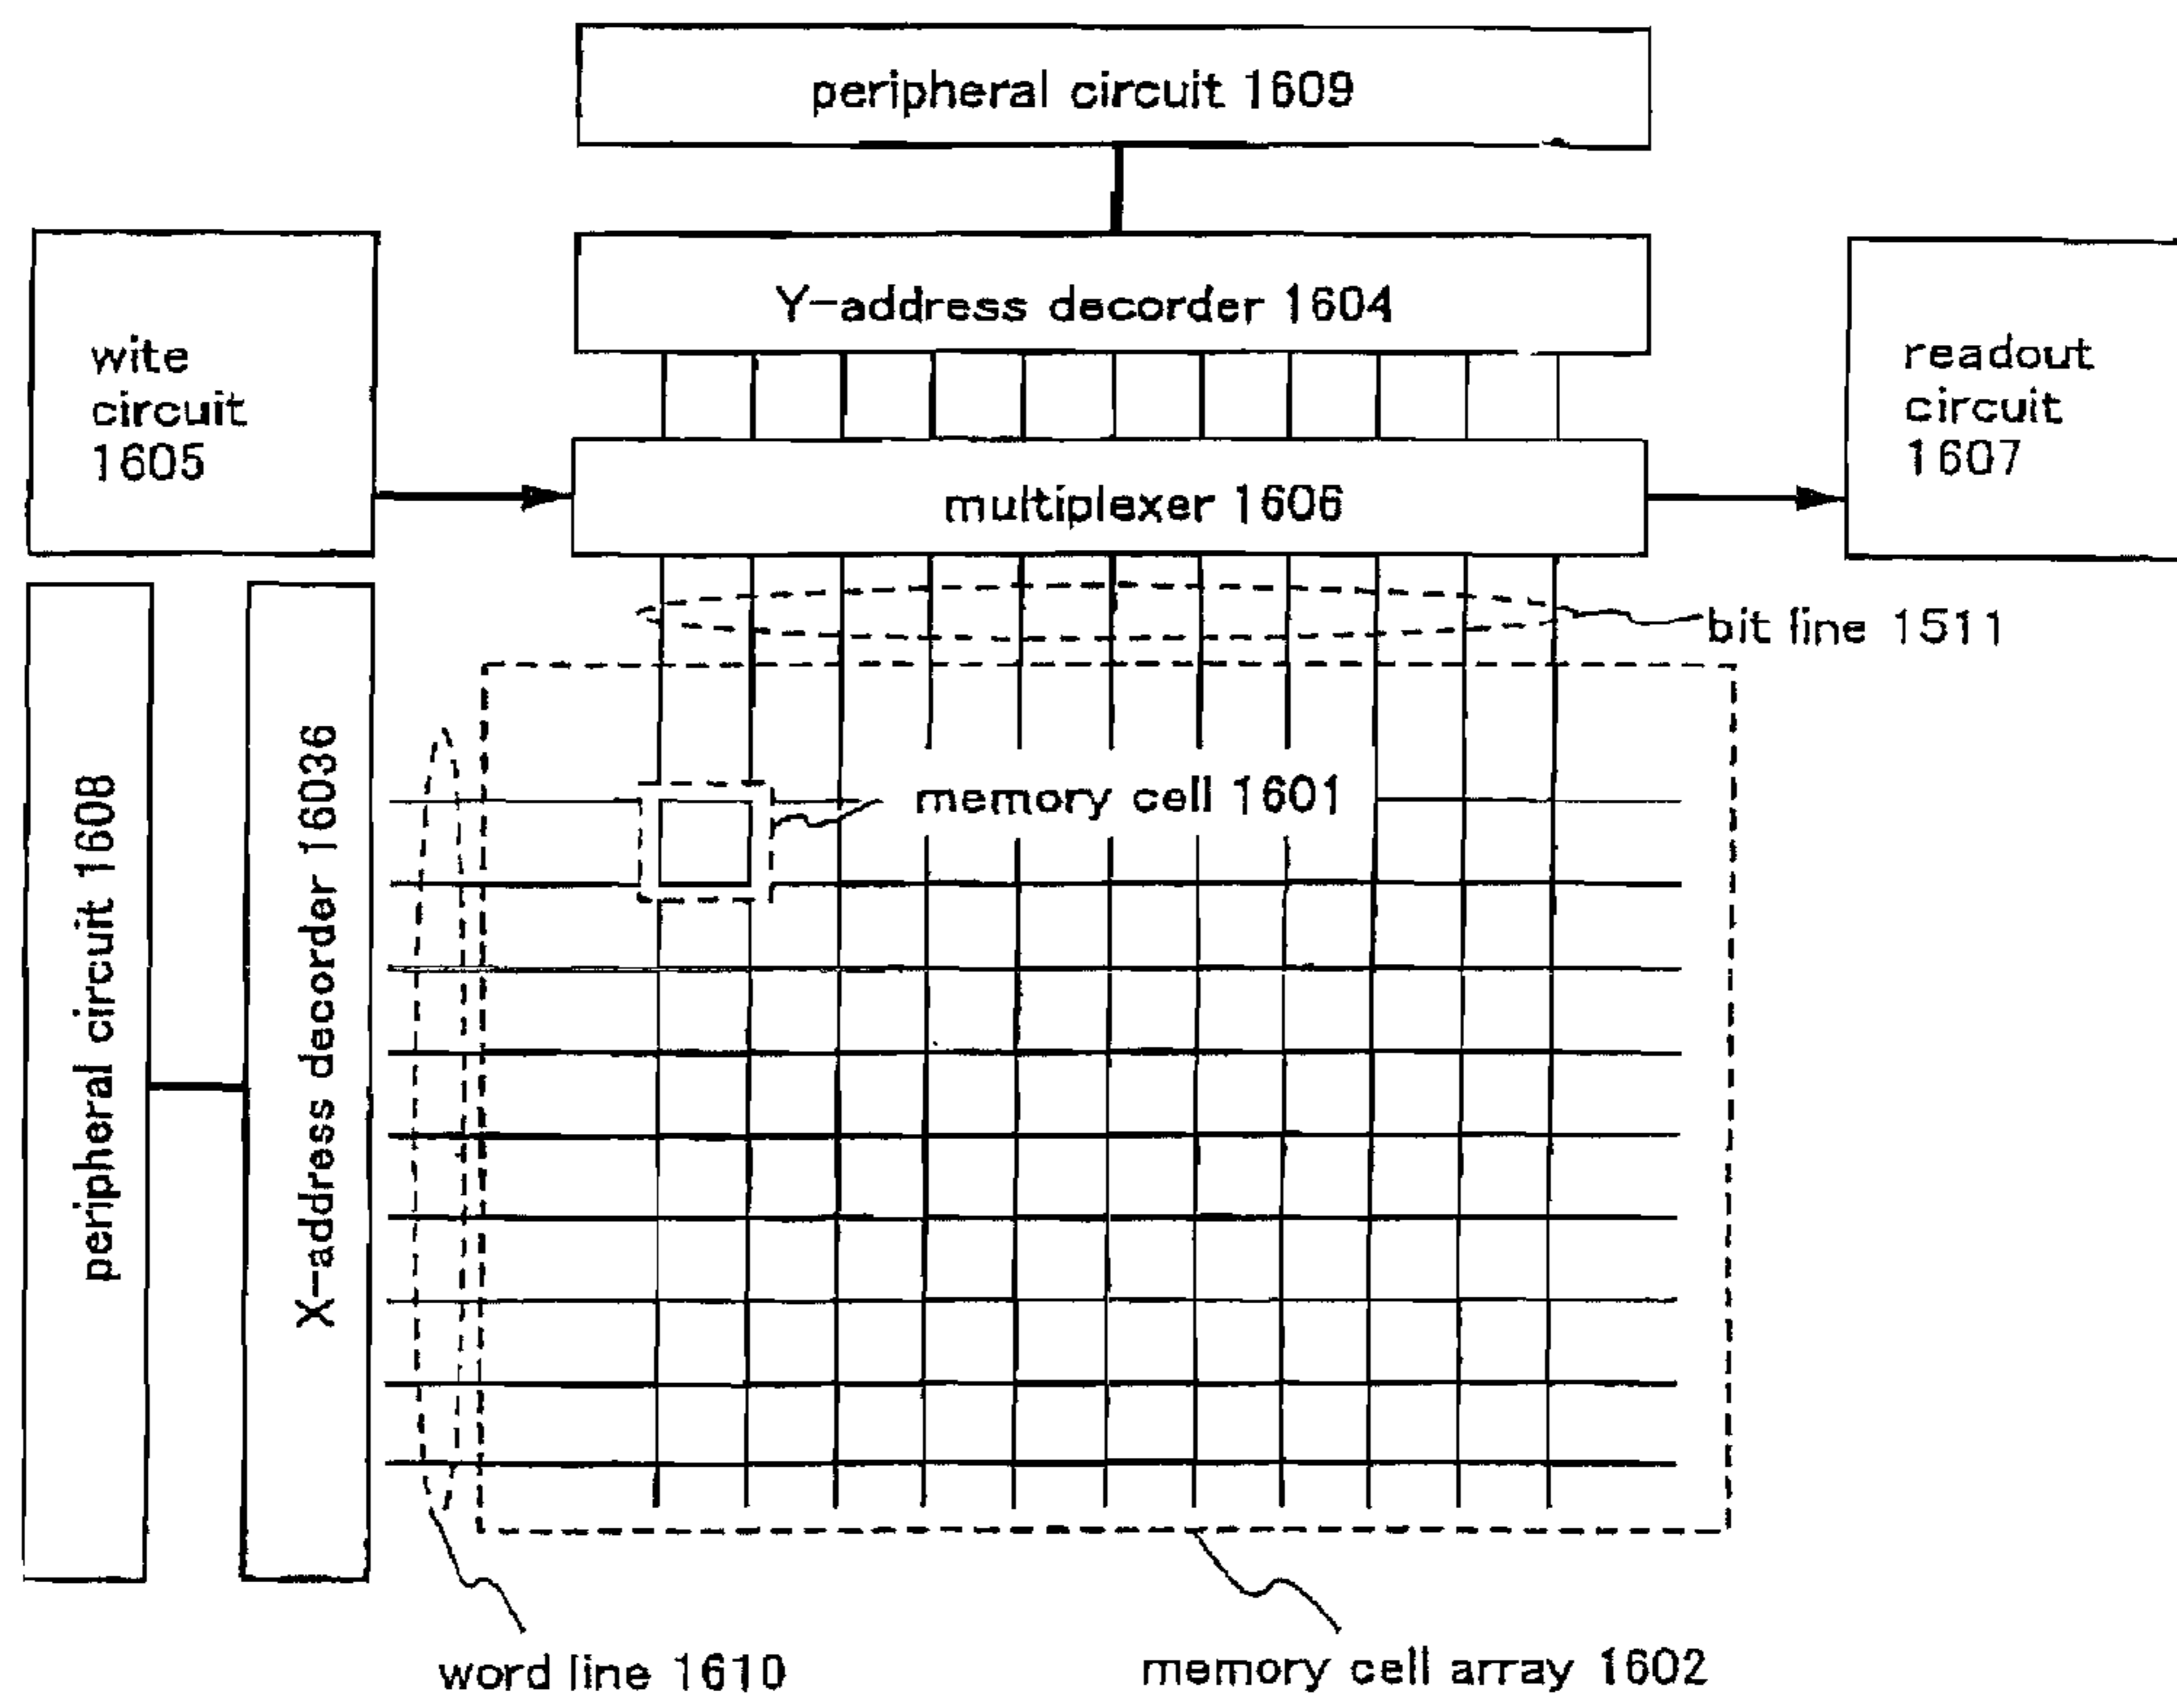 peripheral circuit 1609
Y-address decorder 1604
wite
circuit
1605
readout
circuit
1607
multiplexer 1606
bit line 1511
memory cell 1601
peripheral circuit 1608
X-address decorder 16036
word line 1610
memory cell array 1602